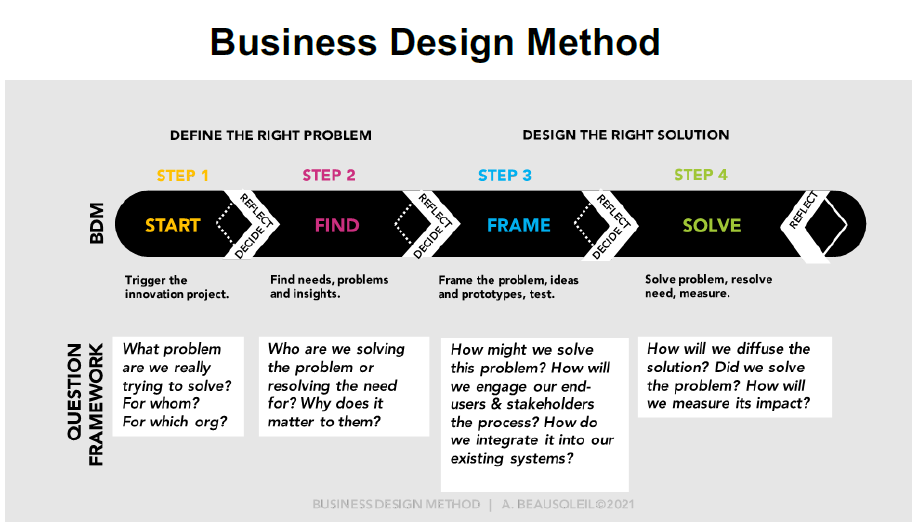 Business Design Method
DEFINE THE RIGHT PROBLEM
DESIGN THE RIGHT SOLUTION
STEP 1
STEP 2
STEP 3
STEP 4
BDM
START
REFLECT
DECIDE T
FIND
REFLECT
DECIDE T
FRAME
REFLECT
DECIDE T
SOLVE
REFLECT
Trigger the
innovation project.
Find needs, problems
and insights.
Frame the problem, ideas
and prototypes, test.
Solve problem, resolve
need, measure.
QUESTION
FRAMEWORK
What problem
are we really
trying to solve?
For whom?
For which org?
Who are we solving
the problem or
resolving the need
for? Why does it
matter to them?
How might we solve
this problem? How will
we engage our end-
users & stakeholders
the process? How do
we integrate it into our
existing systems?
How will we diffuse the
solution? Did we solve
the problem? How will
we measure its impact?
BUSINESS DESIGN METHOD | A. BEAUSOLEIL©2021